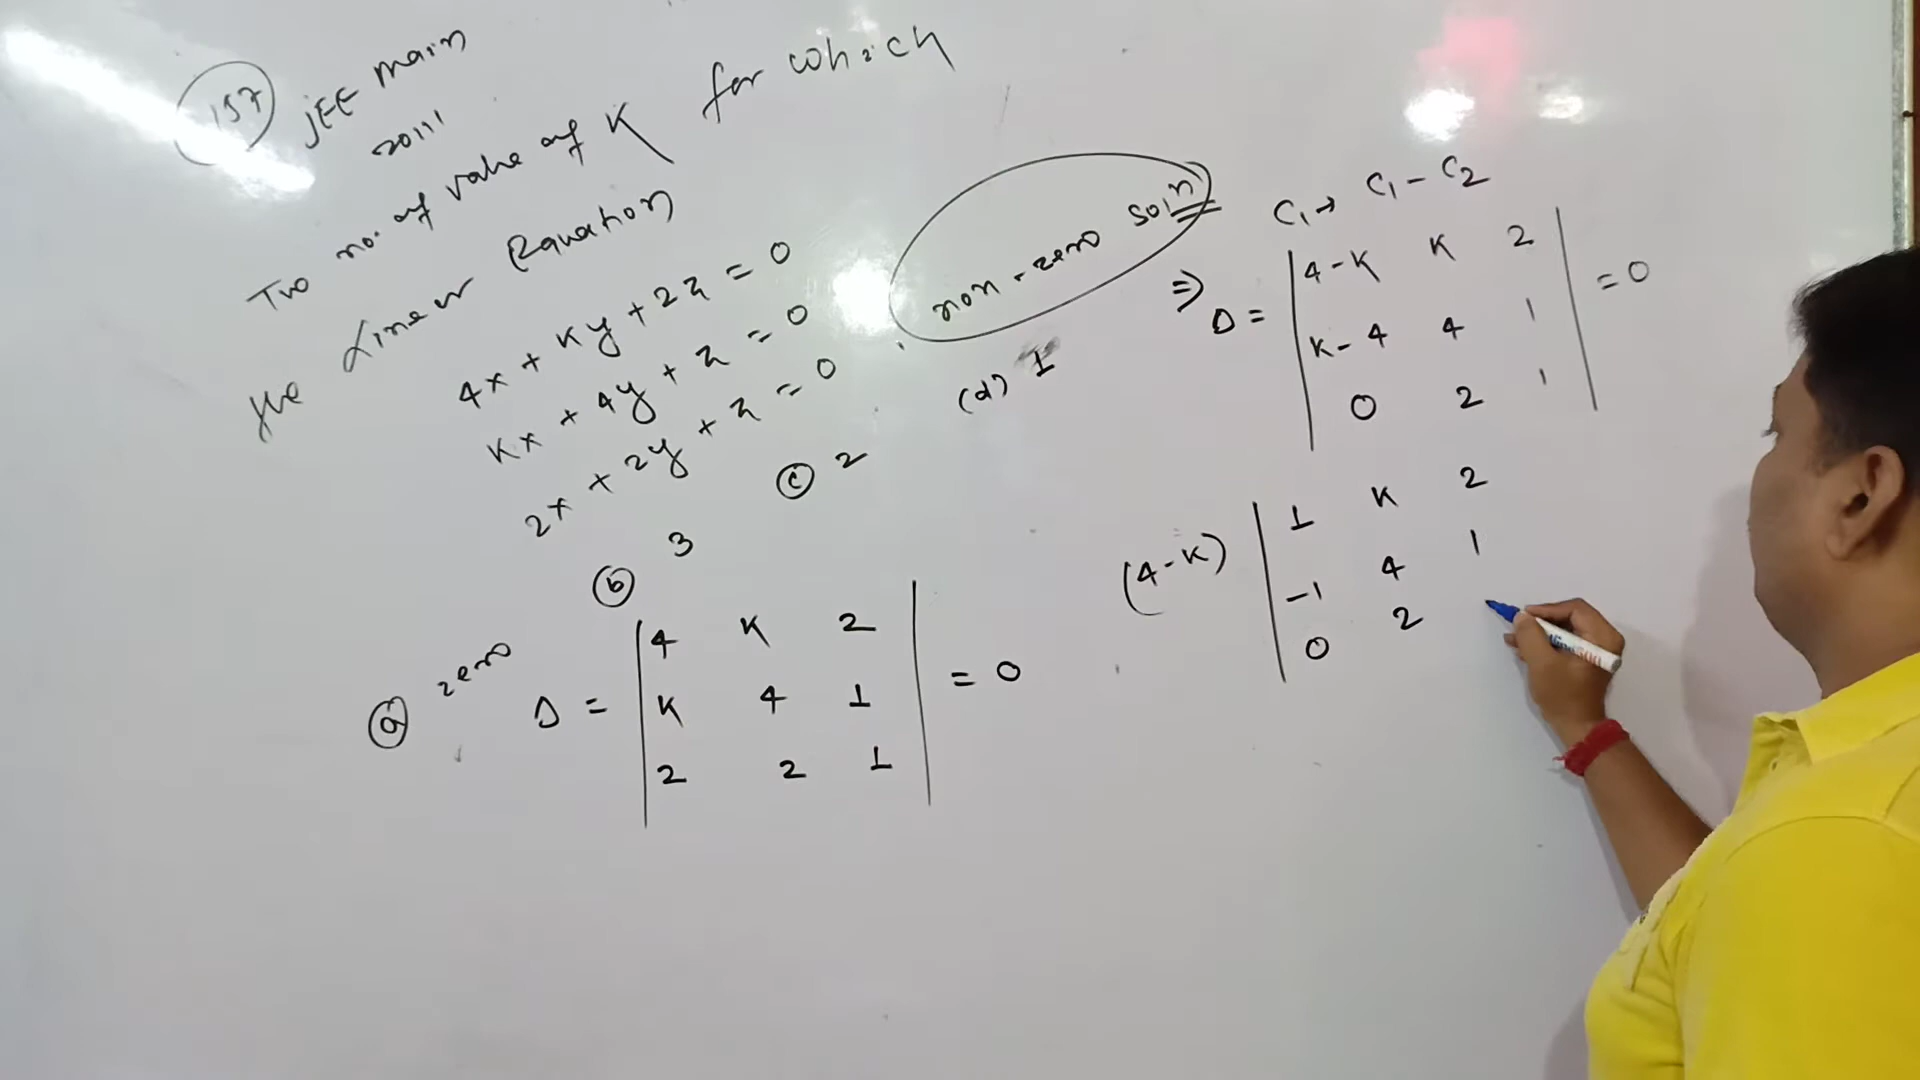 157 JEE main
20111
The no. of value of K for which
the Linear Equation
4x + Ky + 2z = 0
Kx + 4y + z = 0
2x + 2y + z = 0
non-zero soln
(a) zero (b) 3 (c) 2 (d) 1
Δ = | 4 K 2 | = 0
| K 4 1 |
| 2 2 1 |
C1 → C1 - C2
⇒ Δ = | 4-K K 2 | = 0
| K-4 4 1 |
| 0 2 1 |
(4-K) | 1 K 2
| -1 4 1
| 0 2